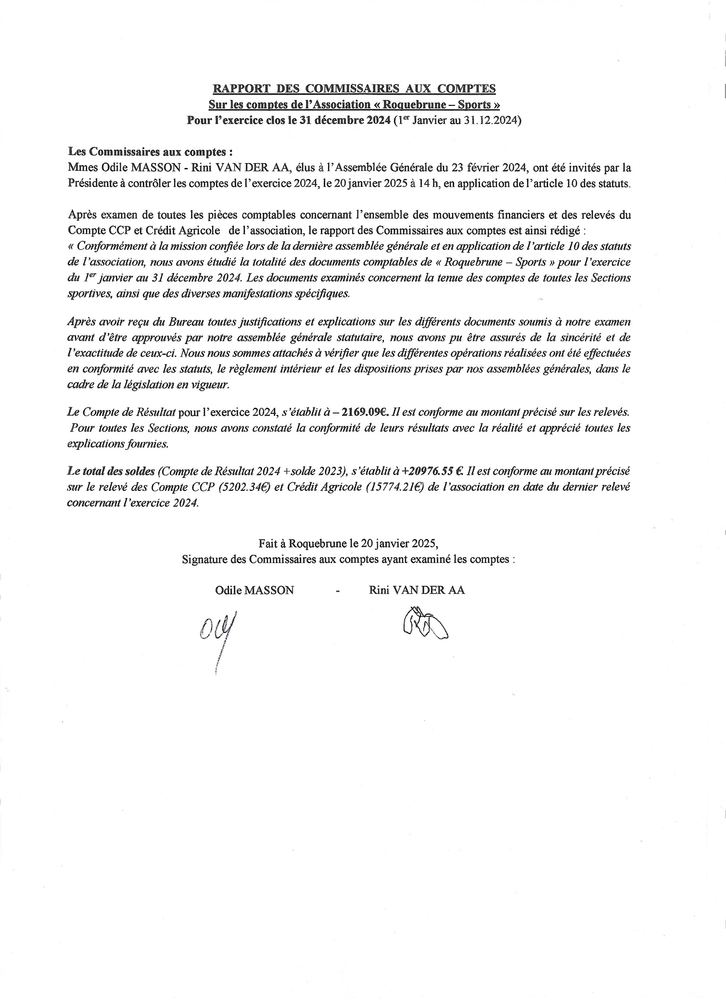 RAPPORT DES COMMISSAIRES AUX COMPTES
Sur les comptes de l’Association « Roquebrune – Sports »
Pour l’exercice clos le 31 décembre 2024 (1er Janvier au 31.12.2024)
Les Commissaires aux comptes :
Mmes Odile MASSON - Rini VAN DER AA, élus à l’Assemblée Générale du 23 février 2024, ont été invités par la
Présidente à contrôler les comptes de l’exercice 2024, le 20 janvier 2025 à 14 h, en application de l’article 10 des statuts.
Après examen de toutes les pièces comptables concernant l’ensemble des mouvements financiers et des relevés du
Compte CCP et Crédit Agricole de l’association, le rapport des Commissaires aux comptes est ainsi rédigé :
« Conformément à la mission confiée lors de la dernière assemblée générale et en application de l’article 10 des statuts
de l’association, nous avons étudié la totalité des documents comptables de « Roquebrune – Sports » pour l’exercice
du 1er janvier au 31 décembre 2024. Les documents examinés concernent la tenue des comptes de toutes les Sections
sportives, ainsi que des diverses manifestations spécifiques.
Après avoir reçu du Bureau toutes justifications et explications sur les différents documents soumis à notre examen
avant d’être approuvés par notre assemblée générale statutaire, nous avons pu être assurés de la sincérité et de
l’exactitude de ceux-ci. Nous nous sommes attachés à vérifier que les différentes opérations réalisées ont été effectuées
en conformité avec les statuts, le règlement intérieur et les dispositions prises par nos assemblées générales, dans le
cadre de la législation en vigueur.
Le Compte de Résultat pour l’exercice 2024, s’établit à – 2169.09€. Il est conforme au montant précisé sur les relevés.
Pour toutes les Sections, nous avons constaté la conformité de leurs résultats avec la réalité et apprécié toutes les
explications fournies.
Le total des soldes (Compte de Résultat 2024 +solde 2023), s’établit à +20976.55 €. Il est conforme au montant précisé
sur le relevé des Compte CCP (5202.34€) et Crédit Agricole (15774.21€) de l’association en date du dernier relevé
concernant l’exercice 2024.
Fait à Roquebrune le 20 janvier 2025,
Signature des Commissaires aux comptes ayant examiné les comptes :
Odile MASSON - Rini VAN DER AA